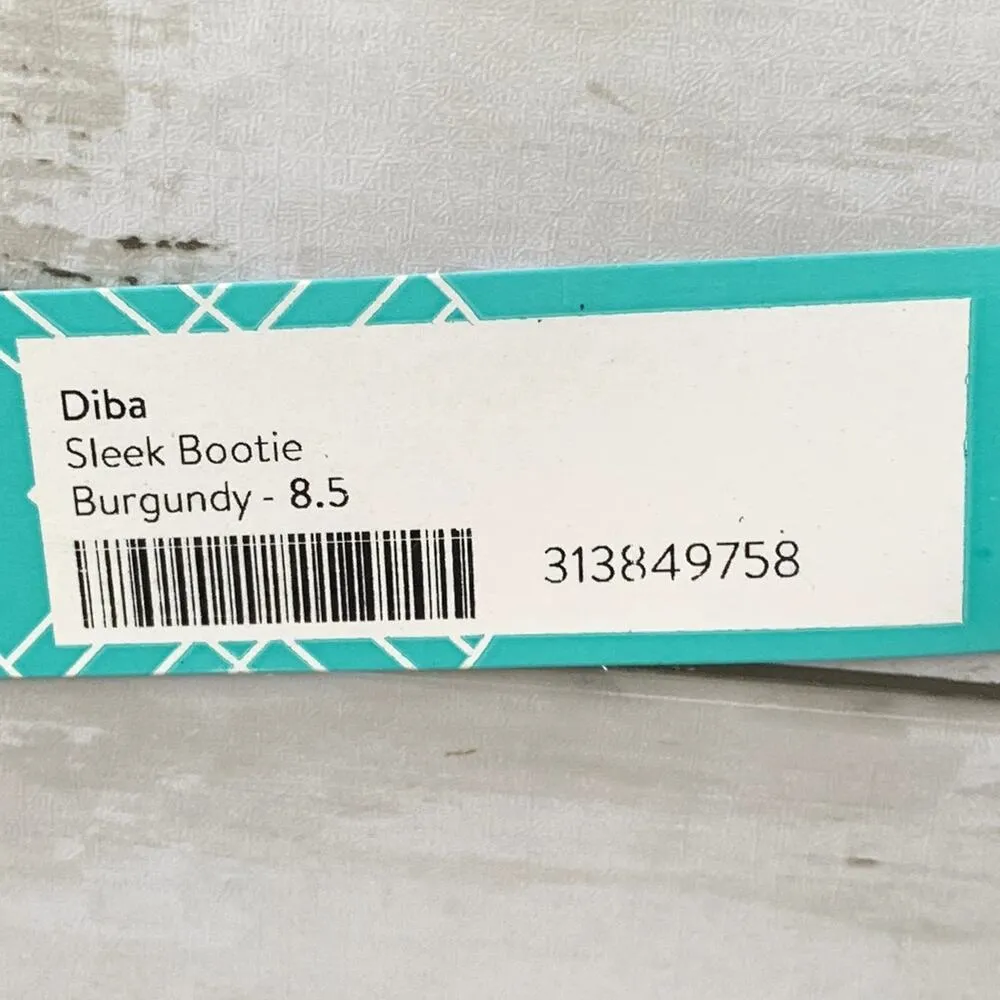 Diba
Sleek Bootie
Burgundy - 8.5
313849758